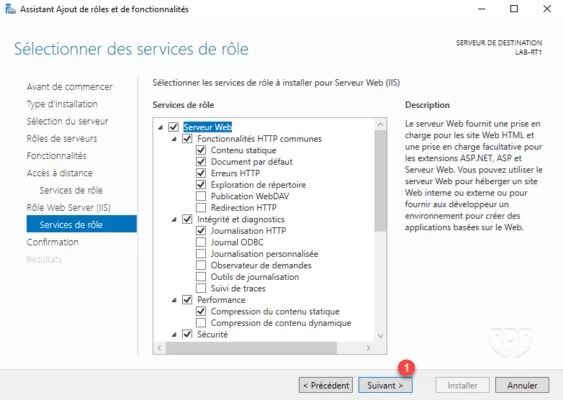 Assistant Ajout de rôles et de fonctionnalités
Sélectionner des services de rôle
SERVEUR DE DESTINATION
LAB-RT1
Avant de commencer
Type d'installation
Sélection du serveur
Rôles de serveurs
Fonctionnalités
Accès à distance
Services de rôle
Rôle Web Server (IIS)
Services de rôle
Confirmation
Résultats
Sélectionner les services de rôle à installer pour Serveur Web (IIS)
Services de rôle
Serveur Web
Fonctionnalités HTTP communes
Contenu statique
Document par défaut
Erreurs HTTP
Exploration de répertoire
Publication WebDAV
Redirection HTTP
Intégrité et diagnostics
Journalisation HTTP
Journal ODBC
Journalisation personnalisée
Observateur de demandes
Outils de journalisation
Suivi de traces
Performance
Compression du contenu statique
Compression du contenu dynamique
Sécurité
Description
Le serveur Web fournit une prise en
charge pour les site Web HTML et
une prise en charge facultative pour
les extensions ASP.NET, ASP et
Serveur Web. Vous pouvez utiliser le
serveur Web pour héberger un site
Web interne ou externe ou pour
fournir aux développeur un
environnement pour créer des
applications basées sur le Web.
1
< Précédent
Suivant >
Installer
Annuler